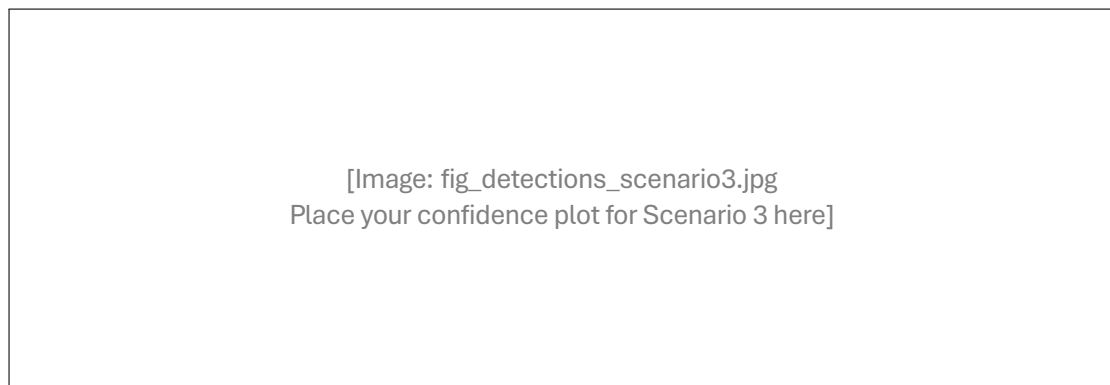 [Image: fig_detections_scenario3.jpg
Place your confidence plot for Scenario 3 here]